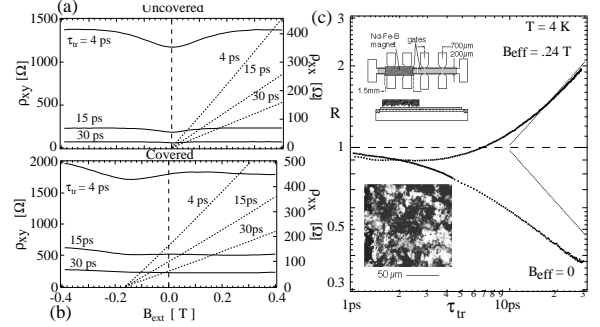 (a)
Uncovered
1500
1000
500
0
ρxy [Ω]
τtr = 4 ps
15 ps
30 ps
4 ps
15 ps
30 ps
400
300
200
100
0
ρxx [Ω]
Covered
2000
1500
1000
500
0
ρxy [Ω]
τtr = 4 ps
15ps
30 ps
4 ps
15ps
30ps
500
400
300
200
100
0
ρxx [Ω]
-0.4
-0.2
0.0
0.2
0.4
(b)
Bext [ T ]
(c)
T = 4 K
Beff = .24 T
Nd-Fe-B
magnet
gates
700µm
200µm
1.5mm
2
R
1
0.5
0.3
50 µm
Beff = 0
1ps
2
4
6
7
8
9
10ps
τtr